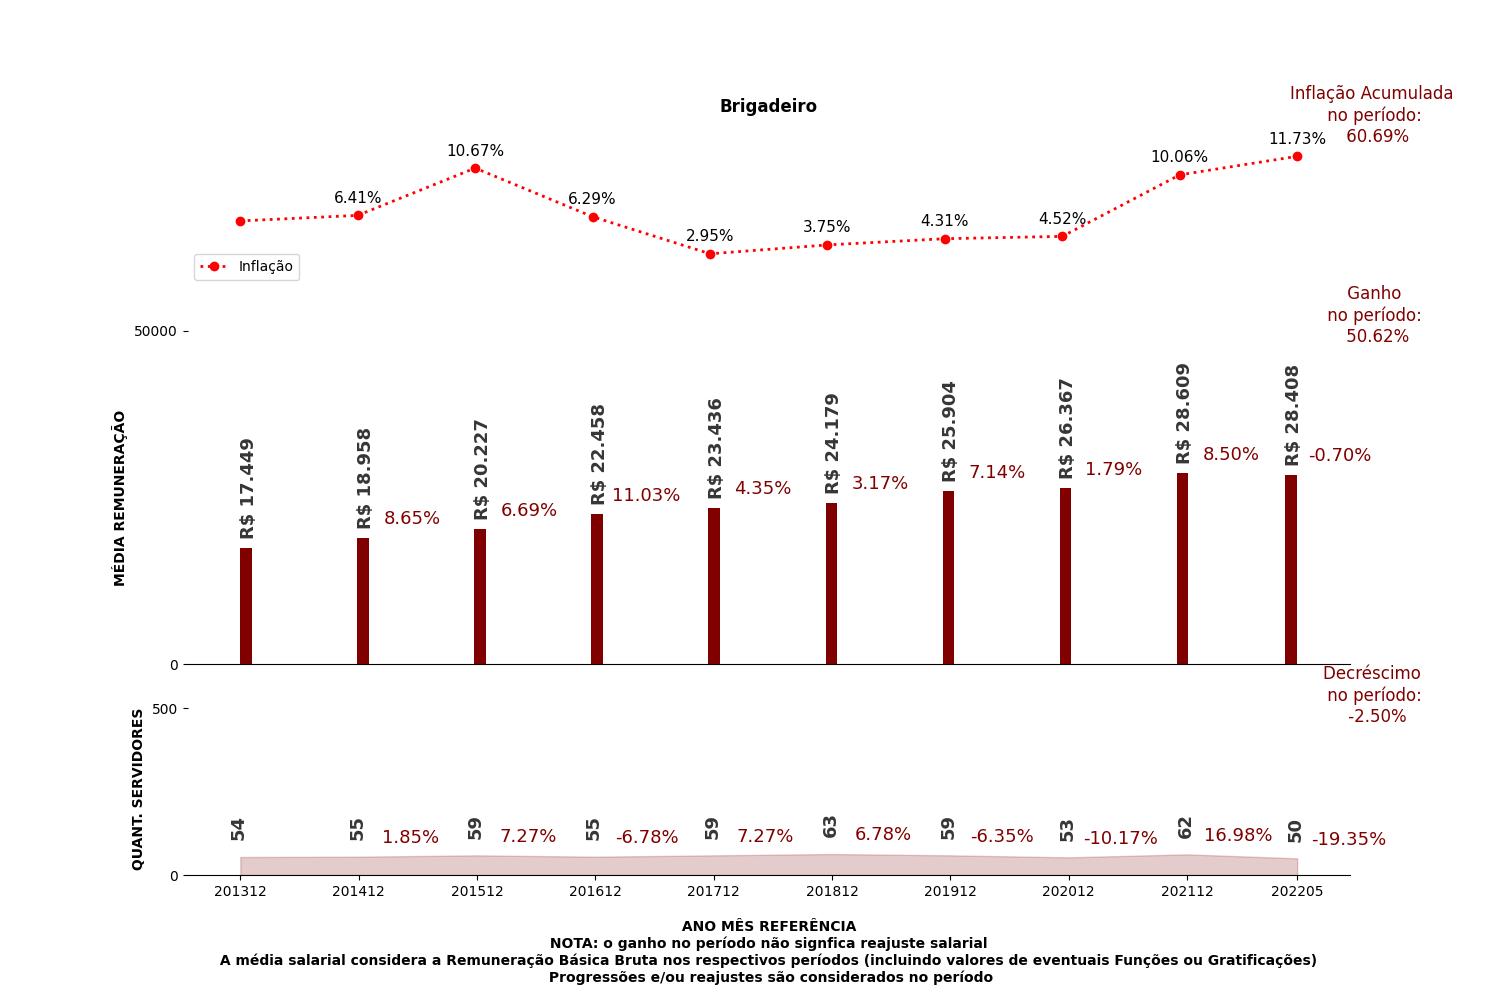 Brigadeiro
Inflação Acumulada
no período:
60.69%
6.41%
10.67%
6.29%
2.95%
3.75%
4.31%
4.52%
10.06%
11.73%
Inflação
Ganho
no período:
50.62%
MÉDIA REMUNERAÇÃO
50000
0
R$ 17.449
R$ 18.958
8.65%
R$ 20.227
6.69%
R$ 22.458
11.03%
R$ 23.436
4.35%
R$ 24.179
3.17%
R$ 25.904
7.14%
R$ 26.367
1.79%
R$ 28.609
8.50%
R$ 28.408
-0.70%
Decréscimo
no período:
-2.50%
QUANT. SERVIDORES
500
0
54
55
1.85%
59
7.27%
55
-6.78%
59
7.27%
63
6.78%
59
-6.35%
53
-10.17%
62
16.98%
50
-19.35%
201312
201412
201512
201612
201712
201812
201912
202012
202112
202205
ANO MÊS REFERÊNCIA
NOTA: o ganho no período não signfica reajuste salarial
A média salarial considera a Remuneração Básica Bruta nos respectivos períodos (incluindo valores de eventuais Funções ou Gratificações)
Progressões e/ou reajustes são considerados no período